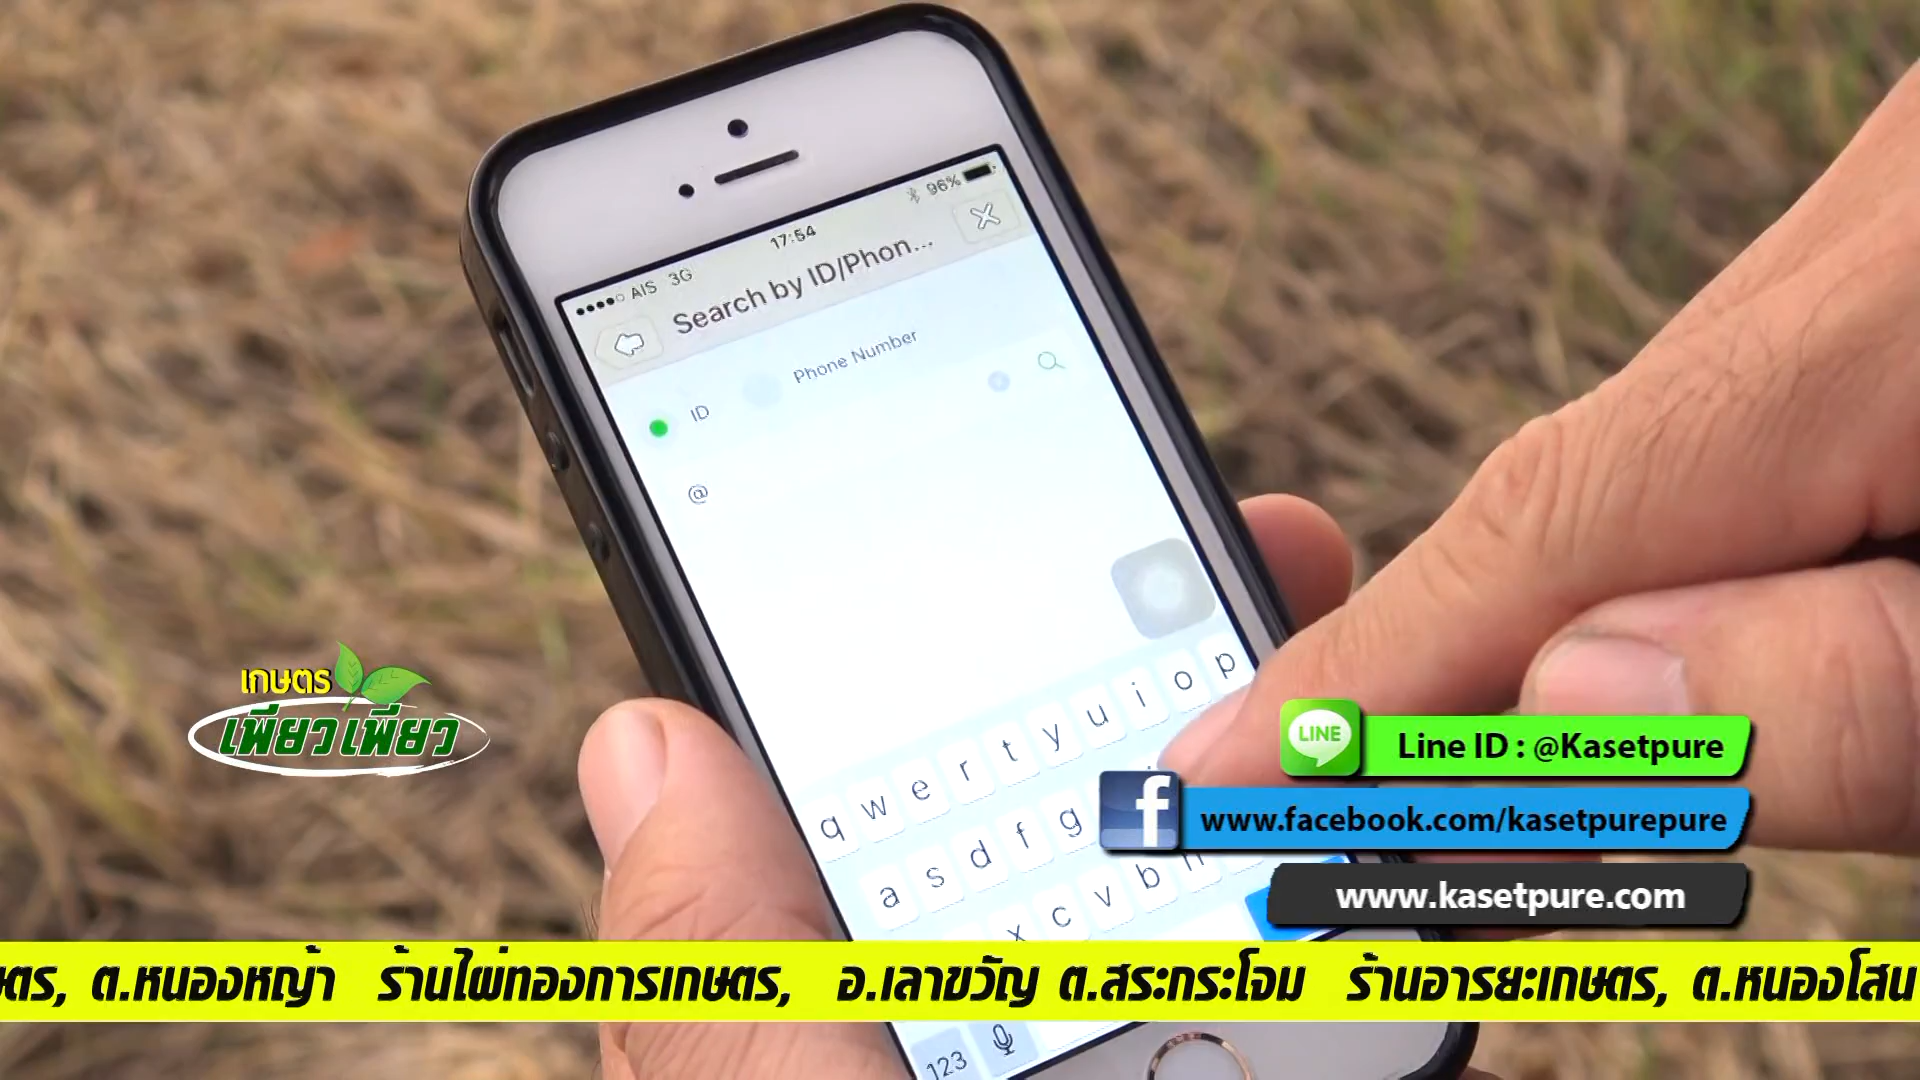 AIS 3G
17:54
96%
Search by ID/Phon...
ID
Phone Number
@
q w e r t y u i o p
a s d f g
x c v b n
123
เกษตร
เพียวเพียว
LINE
Line ID : @Kasetpure
f
www.facebook.com/kasetpurepure
www.kasetpure.com
ษตร, ต.หนองหญ้า ร้านไผ่ทองการเกษตร, อ.เลาขวัญ ต.สระกระโจม ร้านอารยะเกษตร, ต.หนองโสน